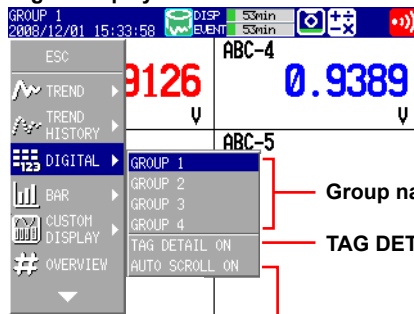 GROUP 1
2008/12/01 15:33:58
DISP 53min
EVENT 53min
ESC
TREND
TREND
HISTORY
DIGITAL
BAR
CUSTOM
DISPLAY
OVERVIEW
9126
V
ABC-4
0.9389
V
ABC-5
GROUP 1
GROUP 2
GROUP 3
GROUP 4
TAG DETAIL ON
AUTO SCROLL ON
Group na
TAG DET